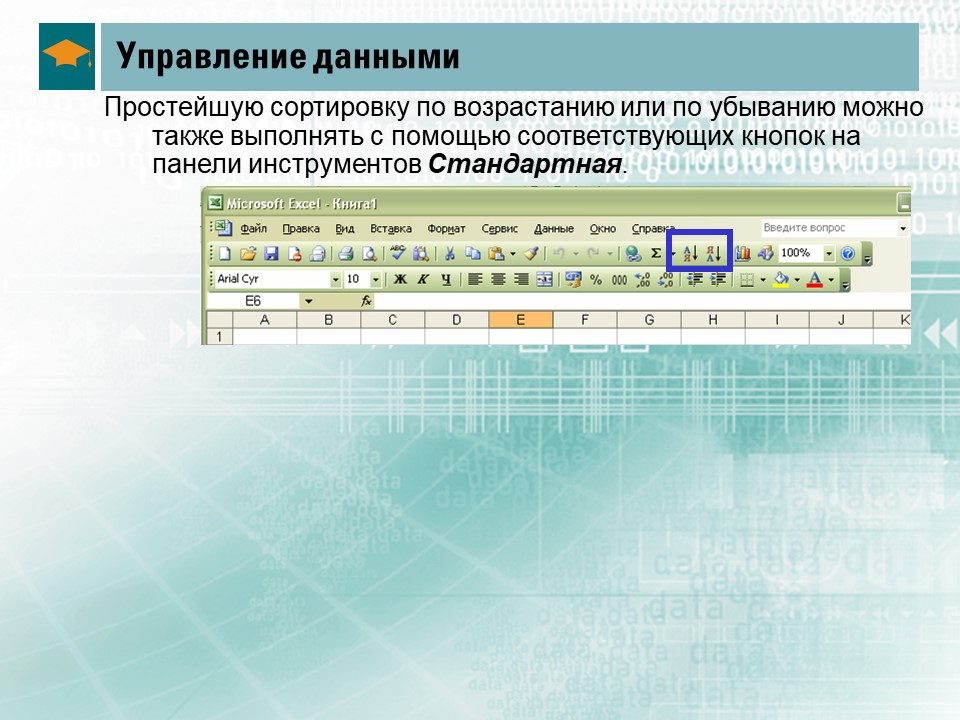 Управление данными
Простейшую сортировку по возрастанию или по убыванию можно
также выполнять с помощью соответствующих кнопок на
панели инструментов Стандартная.
Microsoft Excel - Книга1
Файл Правка Вид Вставка Формат Сервис Данные Окно Справка Введите вопрос
Σ А Я Я А 100%
Arial Cyr 10 Ж К Ч % 000
E6 fx
A B C D E F G H I J K
1